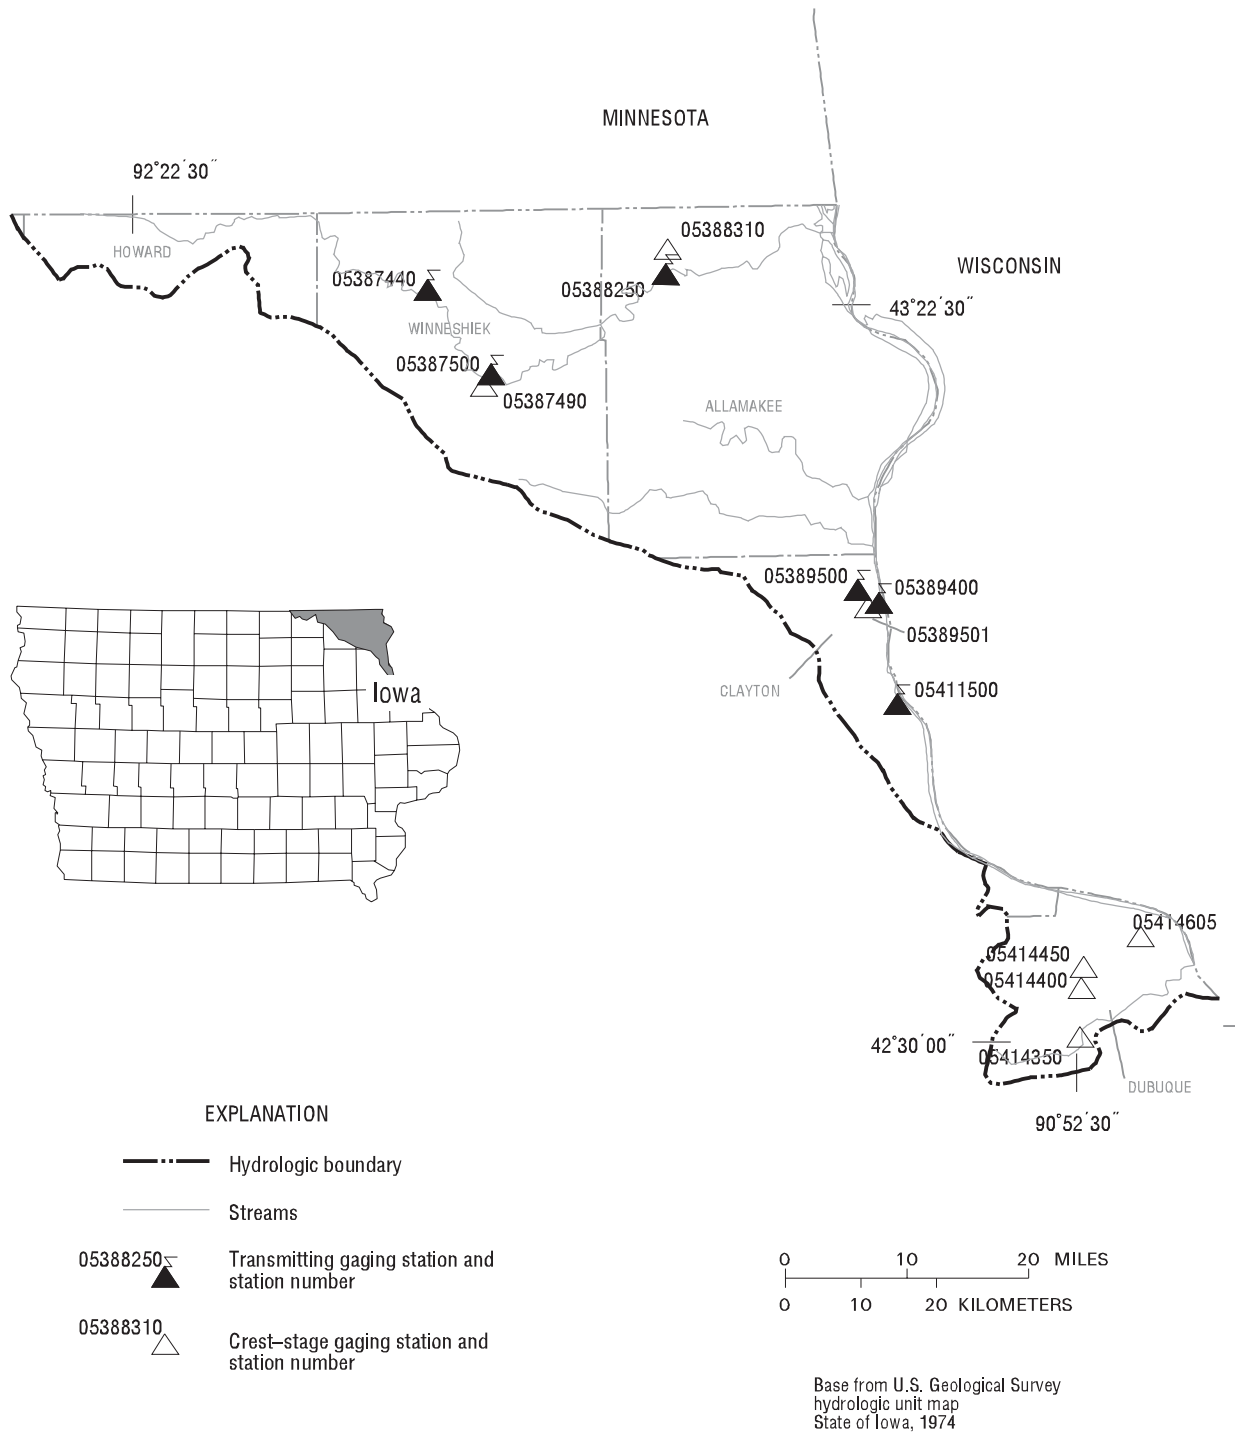 MINNESOTA
92°22′30″
05388310
HOWARD
WISCONSIN
05387440
05388250
43°22′30″
WINNESHIEK
05387500
05387490
ALLAMAKEE
05389500
05389400
05389501
CLAYTON
05411500
Iowa
05414605
05414450
05414400
42°30′00″
05414350
DUBUQUE
90°52′30″
EXPLANATION
Hydrologic boundary
Streams
05388250
Transmitting gaging station and
station number
05388310
Crest–stage gaging station and
station number
0 10 20 MILES
0 10 20 KILOMETERS
Base from U.S. Geological Survey
hydrologic unit map
State of Iowa, 1974